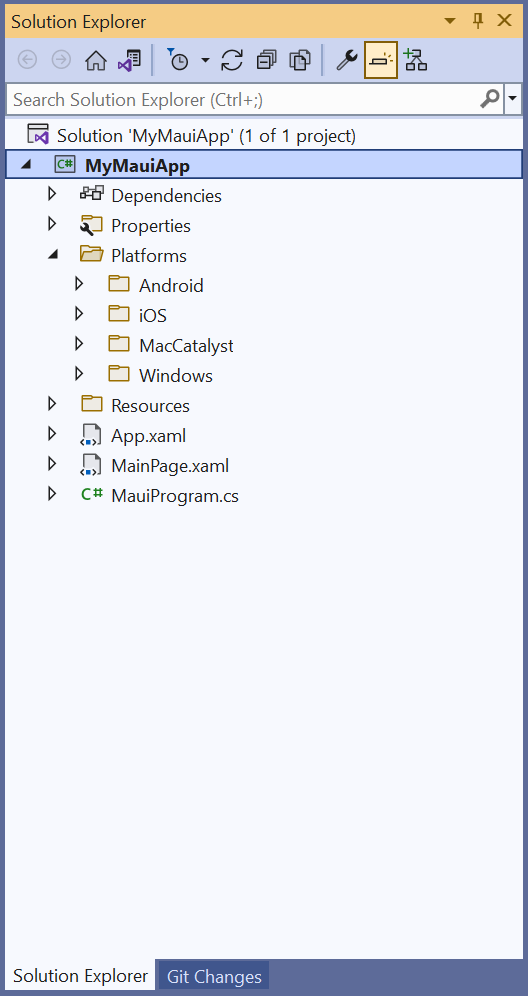 Solution Explorer
Search Solution Explorer (Ctrl+;)
Solution 'MyMauiApp' (1 of 1 project)
C# MyMauiApp
Dependencies
Properties
Platforms
Android
iOS
MacCatalyst
Windows
Resources
App.xaml
MainPage.xaml
C# MauiProgram.cs
Solution Explorer Git Changes